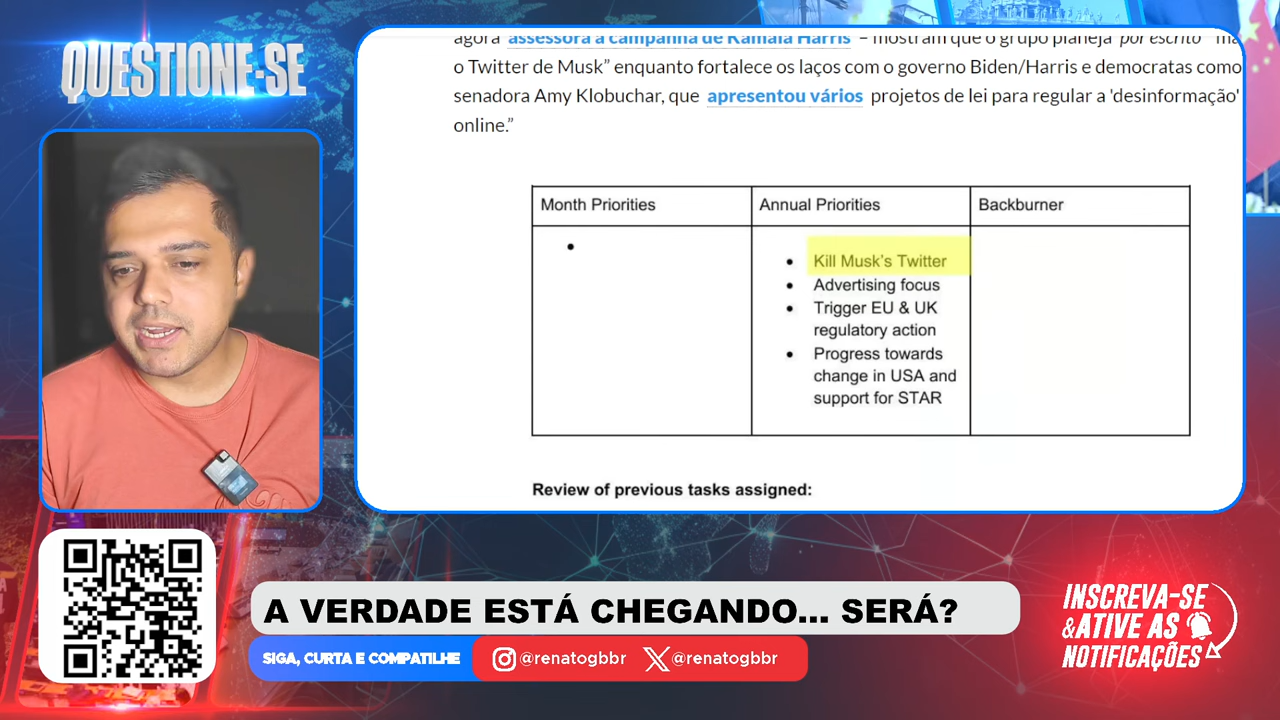 QUESTIONE-SE
agora assessora a campanha de Kamala Harris – mostram que o grupo planeja por escrito
o Twitter de Musk” enquanto fortalece os laços com o governo Biden/Harris e democratas como
senadora Amy Klobuchar, que apresentou vários projetos de lei para regular a 'desinformação'
online.”
Month Priorities
Annual Priorities
Backburner
• Kill Musk's Twitter
• Advertising focus
• Trigger EU & UK
regulatory action
• Progress towards
change in USA and
support for STAR
Review of previous tasks assigned:
A VERDADE ESTÁ CHEGANDO... SERÁ?
SIGA, CURTA E COMPATILHE
@renatogbbr
@renatogbbr
INSCREVA-SE
&ATIVE AS
NOTIFICAÇÕES